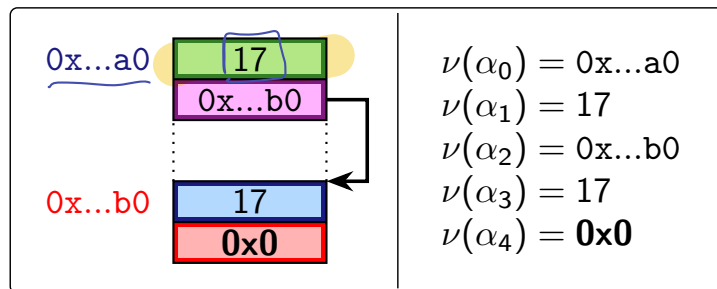 0x...a0 17
0x...b0
0x...b0 17
0x0
ν(α₀) = 0x...a0
ν(α₁) = 17
ν(α₂) = 0x...b0
ν(α₃) = 17
ν(α₄) = 0x0